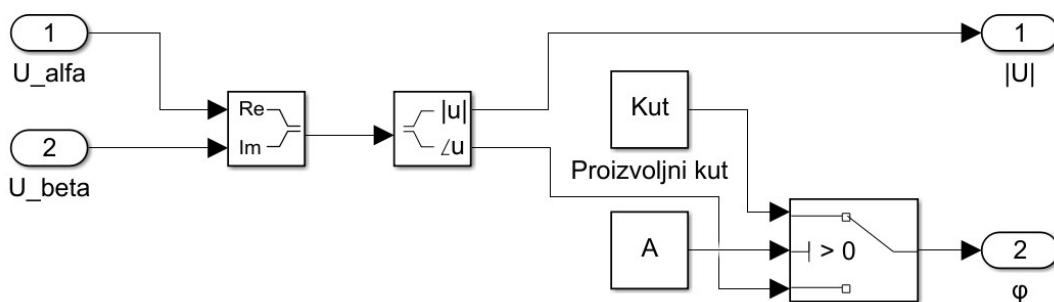 1
U_alfa
2
U_beta
Re
Im
|u|
∠u
Kut
Proizvoljni kut
A
> 0
1
|U|
2
φ